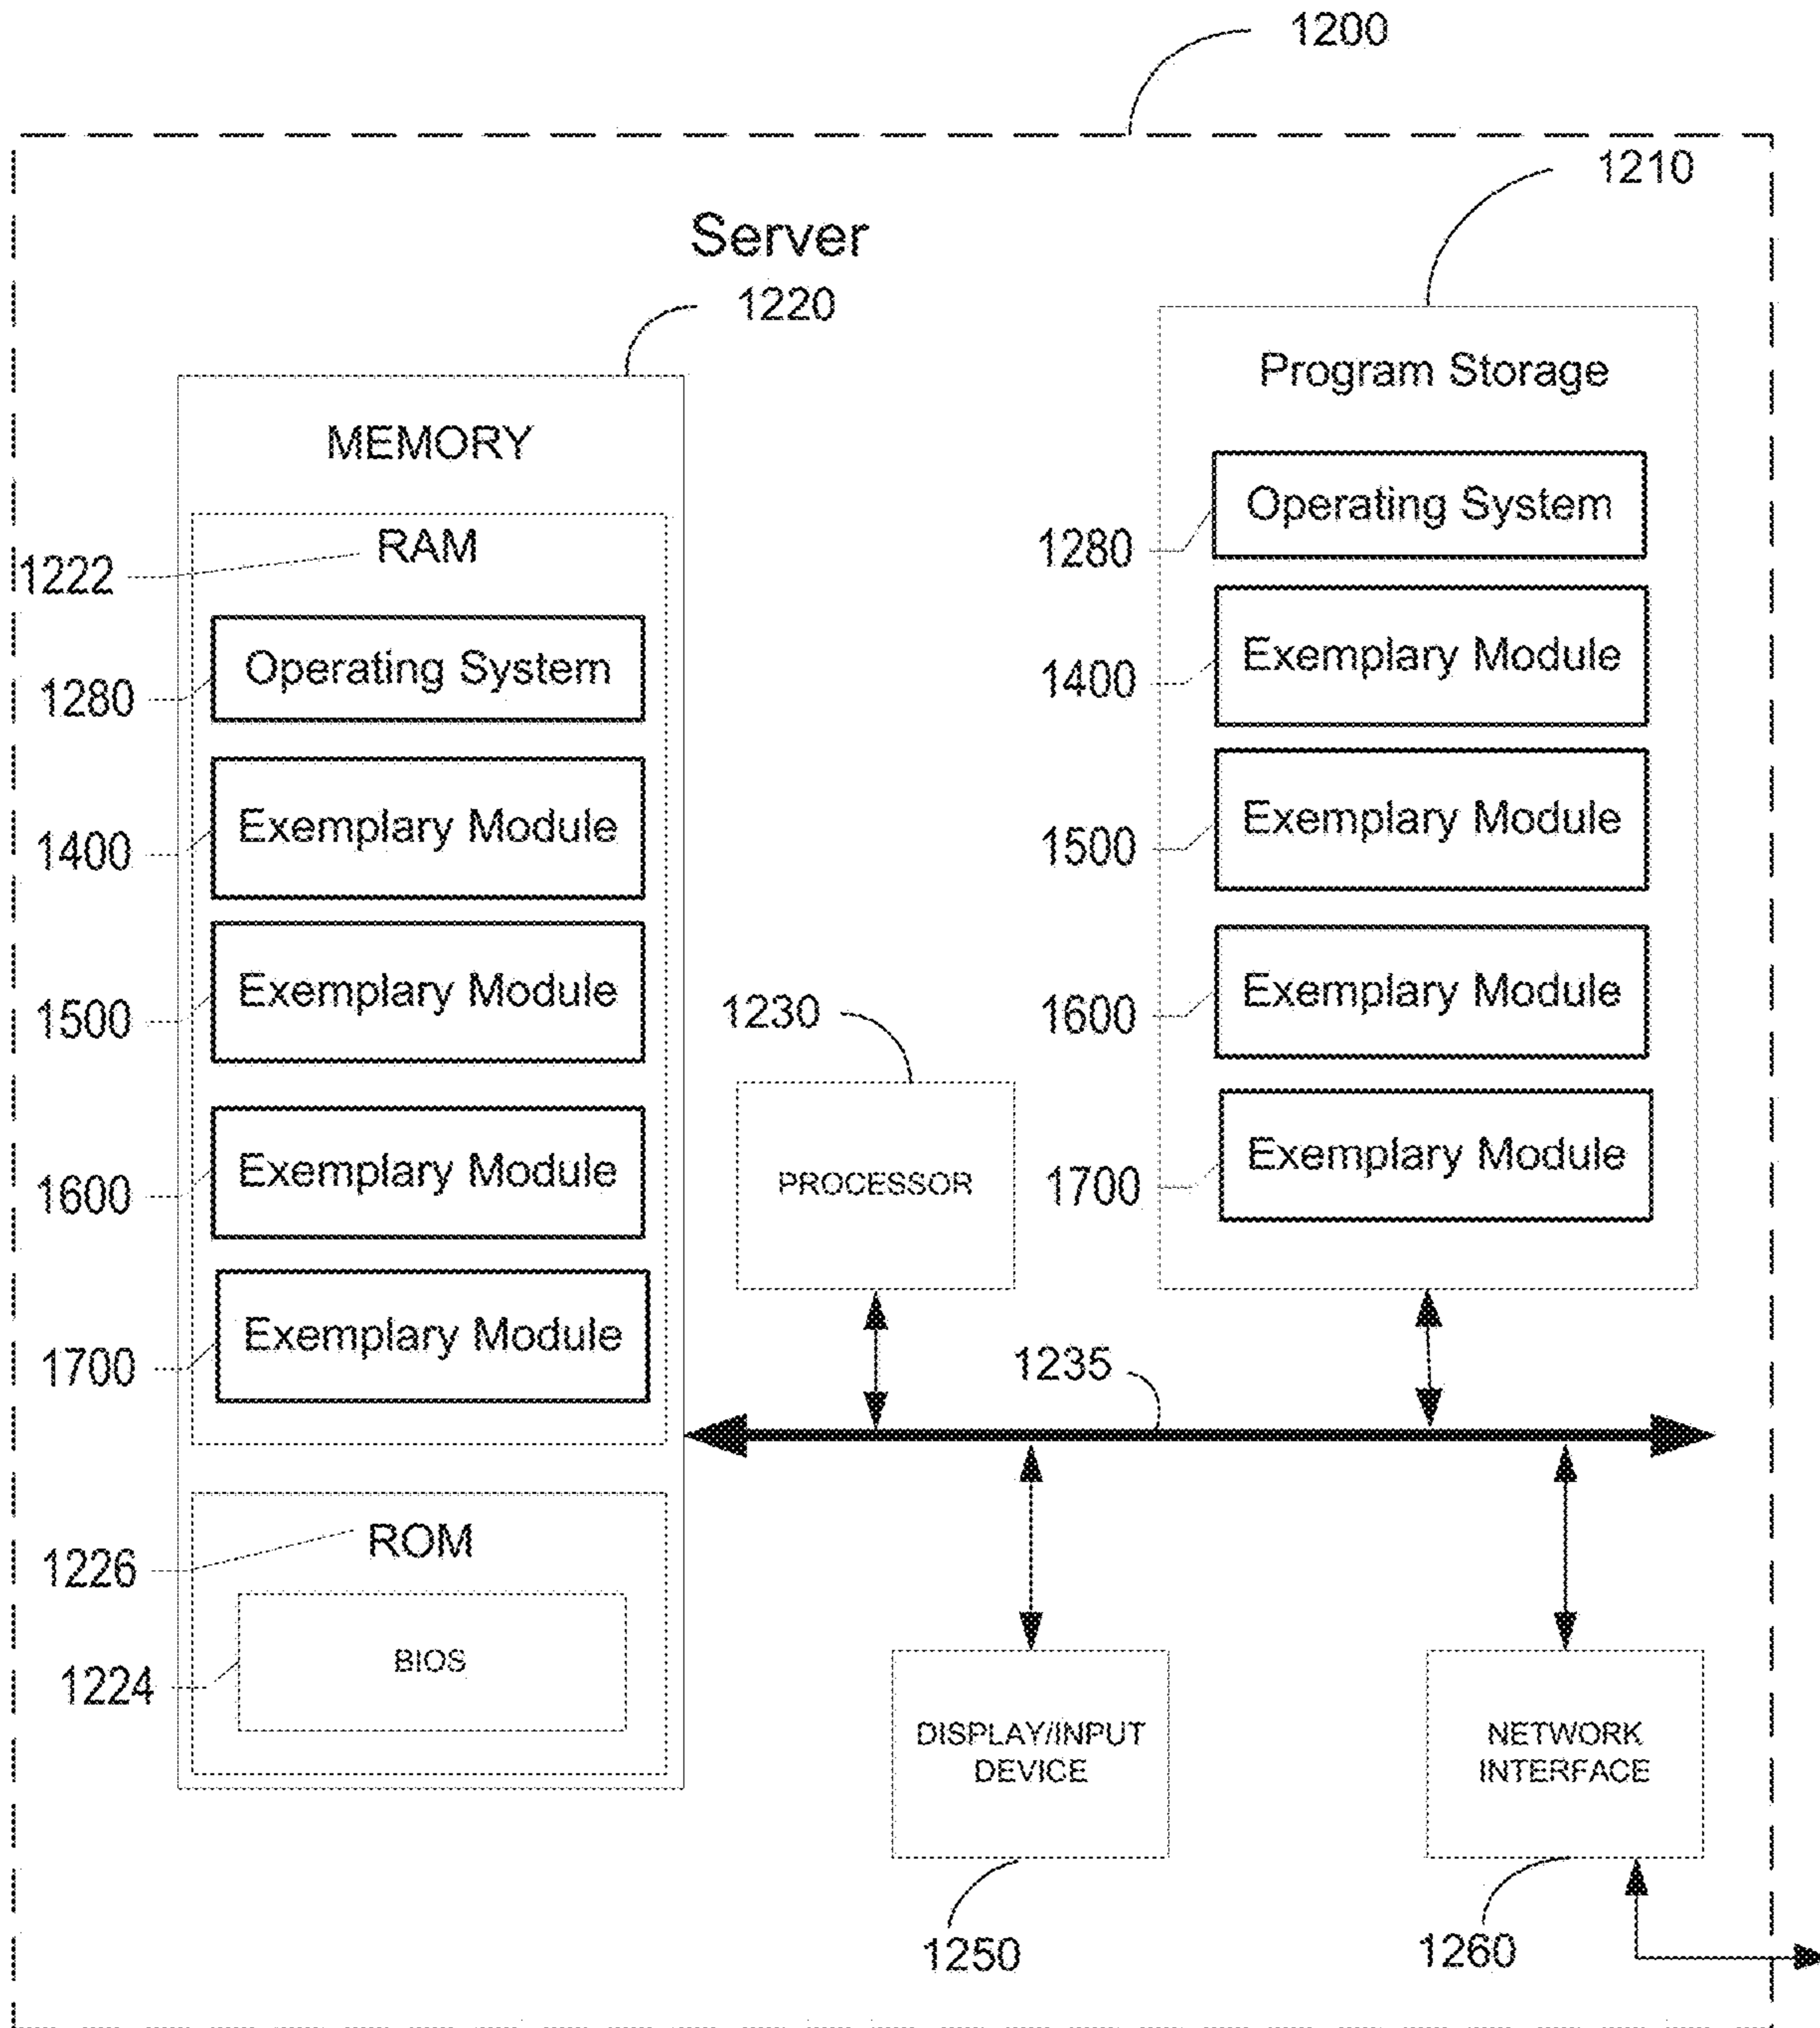 1200
1210
Server
1220
Program Storage
MEMORY
Operating System
1280
RAM
1222
Exemplary Module
1400
Operating System
1280
Exemplary Module
1500
Exemplary Module
1400
Exemplary Module
1600
Exemplary Module
1500
1230
Exemplary Module
1700
Exemplary Module
1600
PROCESSOR
Exemplary Module
1700
1235
ROM
1226
BIOS
1224
DISPLAY/INPUT
DEVICE
NETWORK
INTERFACE
1250
1260